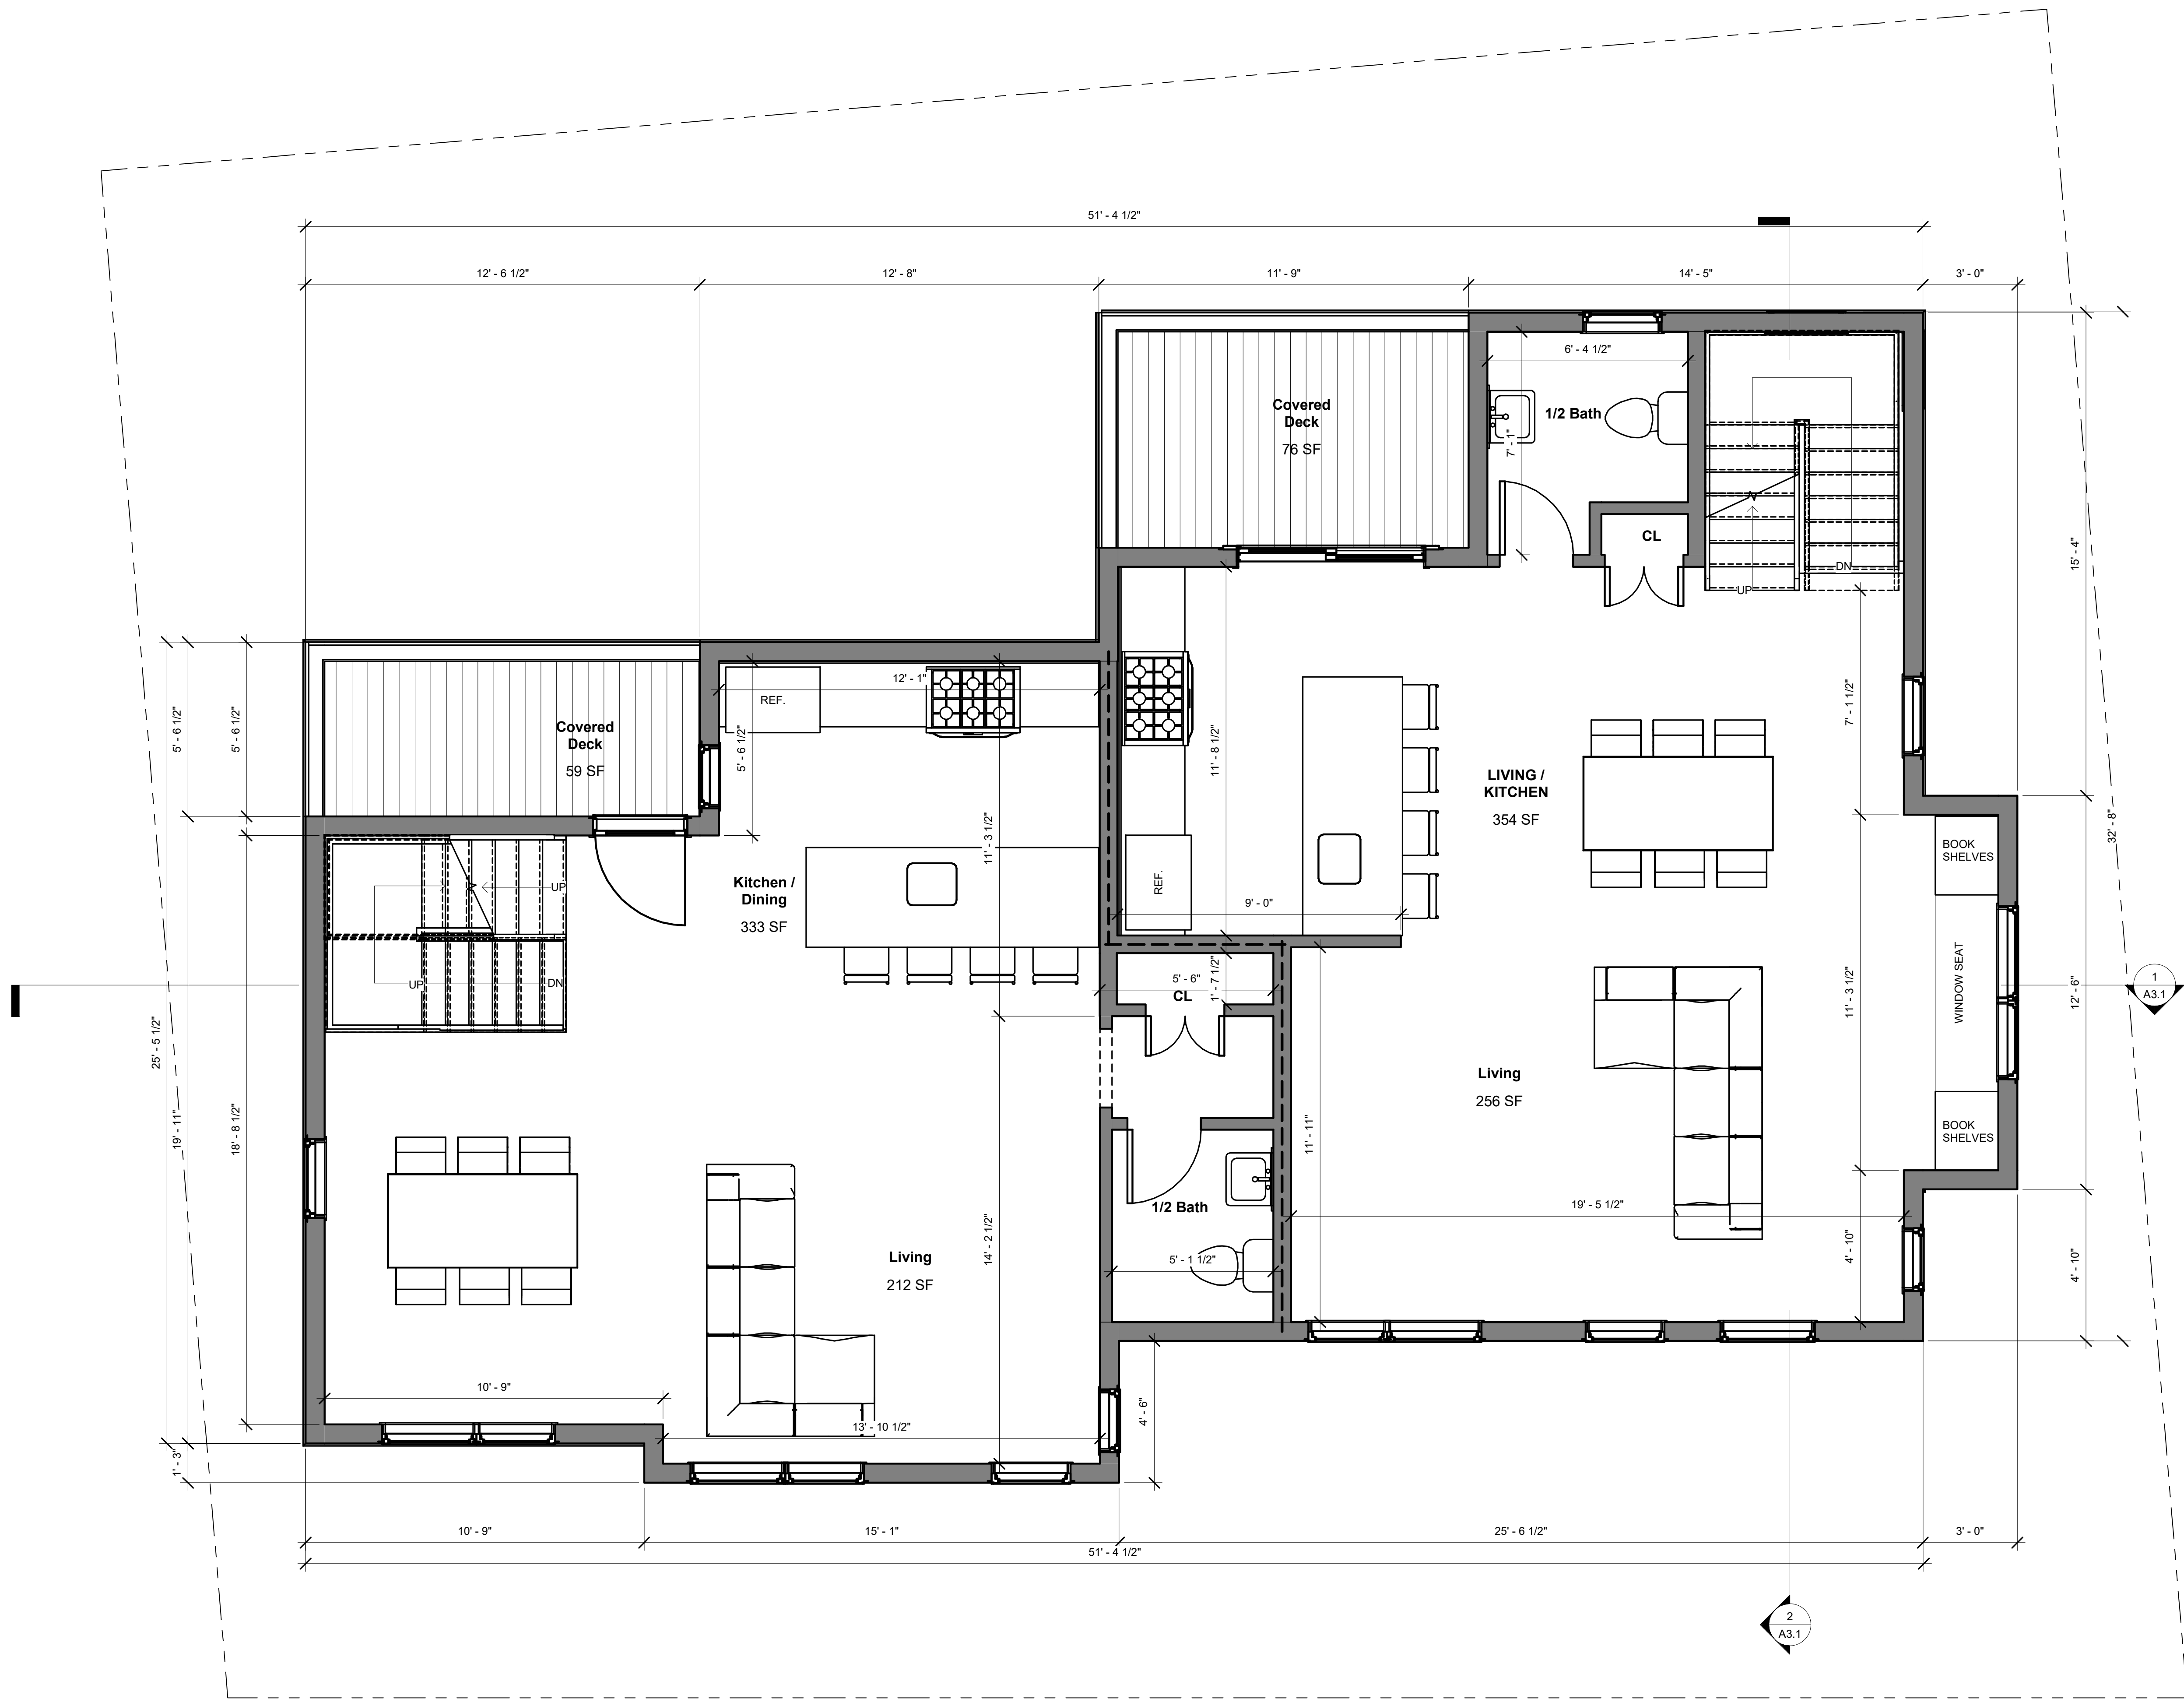 51' - 4 1/2"
12' - 6 1/2"
12' - 8"
11' - 9"
14' - 5"
3' - 0"
6' - 4 1/2"
Covered
Deck
76 SF
1/2 Bath
7' - 1"
CL
DN
UP
15' - 4"
32' - 8"
12' - 1"
REF.
Covered
Deck
59 SF
5' - 6 1/2"
5' - 6 1/2"
5' - 6 1/2"
11' - 8 1/2"
7' - 1 1/2"
LIVING /
KITCHEN
354 SF
11' - 3 1/2"
BOOK
SHELVES
Kitchen /
Dining
333 SF
UP
REF.
9' - 0"
UP
DN
5' - 6"
CL
1' - 7 1/2"
WINDOW SEAT
11' - 3 1/2"
12' - 6"
1
A3.1
25' - 5 1/2"
19' - 11"
18' - 8 1/2"
Living
256 SF
11' - 11"
BOOK
SHELVES
1/2 Bath
19' - 5 1/2"
Living
212 SF
14' - 2 1/2"
5' - 1 1/2"
4' - 10"
4' - 10"
10' - 9"
13' - 10 1/2"
4' - 6"
1' - 3"
10' - 9"
15' - 1"
25' - 6 1/2"
3' - 0"
51' - 4 1/2"
2
A3.1